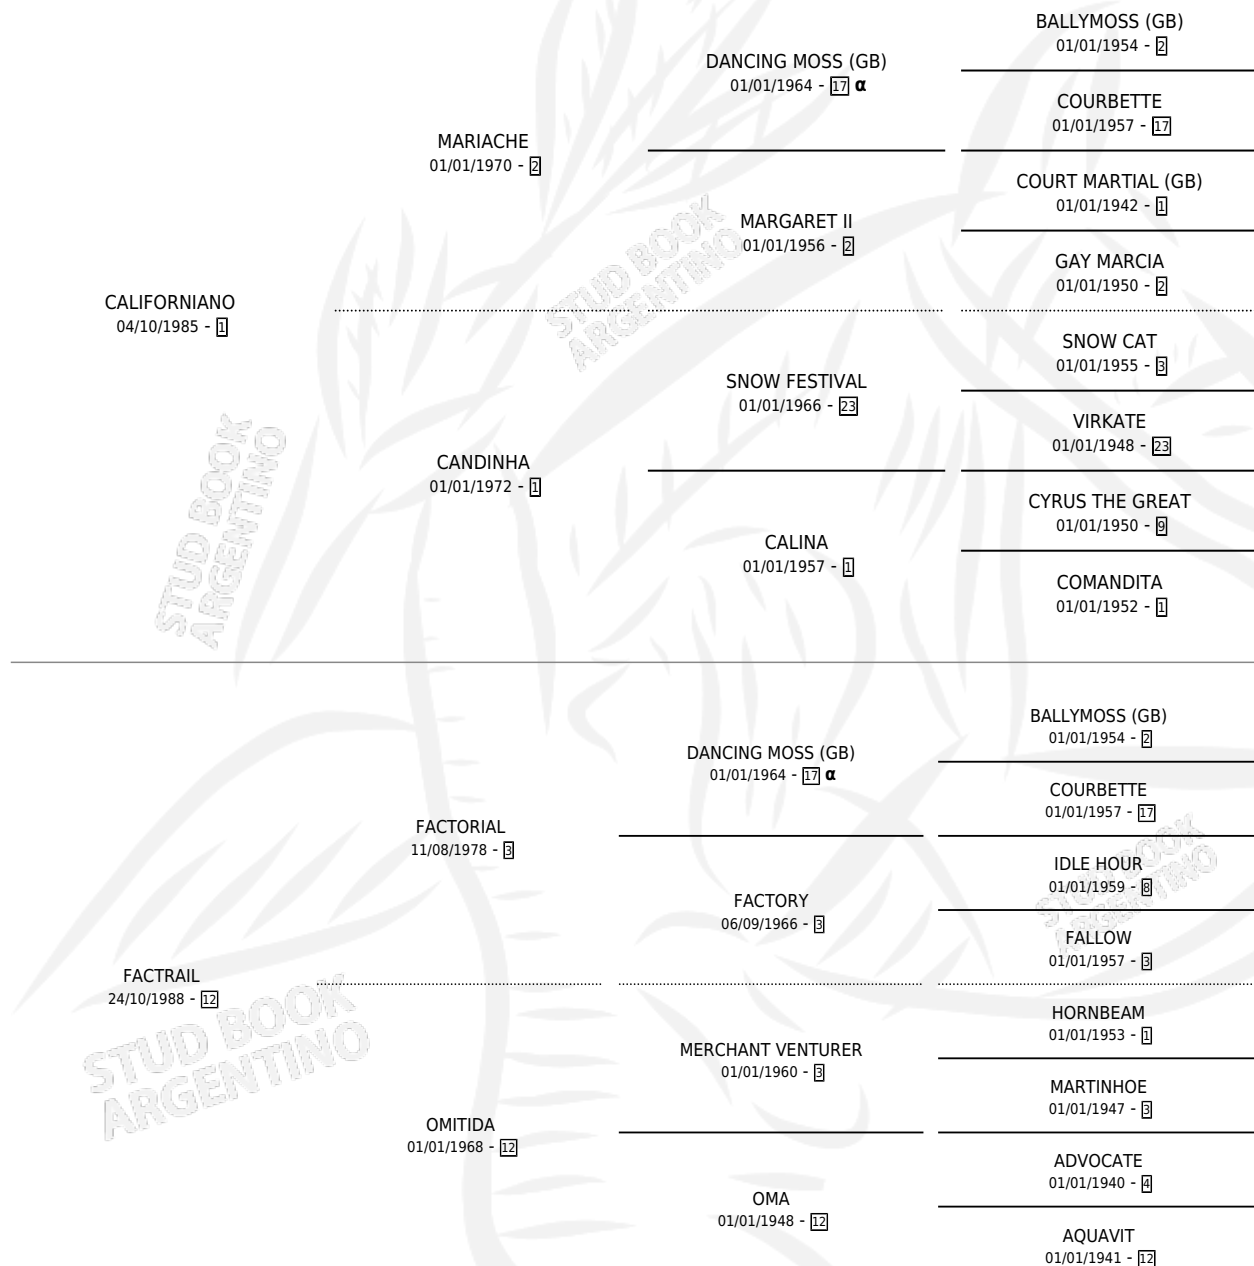 BALLYMOSS (GB)
01/01/1954 - 2
DANCING MOSS (GB)
01/01/1964 - 17 α
COURBETTE
01/01/1957 - 17
MARIACHE
01/01/1970 - 2
COURT MARTIAL (GB)
01/01/1942 - 1
MARGARET II
01/01/1956 - 2
GAY MARCIA
01/01/1950 - 2
CALIFORNIANO
04/10/1985 - 1
SNOW CAT
01/01/1955 - 3
SNOW FESTIVAL
01/01/1966 - 23
VIRKATE
01/01/1948 - 23
CANDINHA
01/01/1972 - 1
CYRUS THE GREAT
01/01/1950 - 9
CALINA
01/01/1957 - 1
COMANDITA
01/01/1952 - 1
STUD BOOK
ARGENTINO
STUD BOOK
ARGENTINO
BALLYMOSS (GB)
01/01/1954 - 2
DANCING MOSS (GB)
01/01/1964 - 17 α
COURBETTE
01/01/1957 - 17
FACTORIAL
11/08/1978 - 3
IDLE HOUR
01/01/1959 - 8
FACTORY
06/09/1966 - 3
FALLOW
01/01/1957 - 3
FACTRAIL
24/10/1988 - 12
HORNBEAM
01/01/1953 - 1
MERCHANT VENTURER
01/01/1960 - 3
MARTINHOE
01/01/1947 - 3
OMITIDA
01/01/1968 - 12
ADVOCATE
01/01/1940 - 4
OMA
01/01/1948 - 12
AQUAVIT
01/01/1941 - 12
STUD BOOK
ARGENTINO
STUD BOOK
ARGENTINO